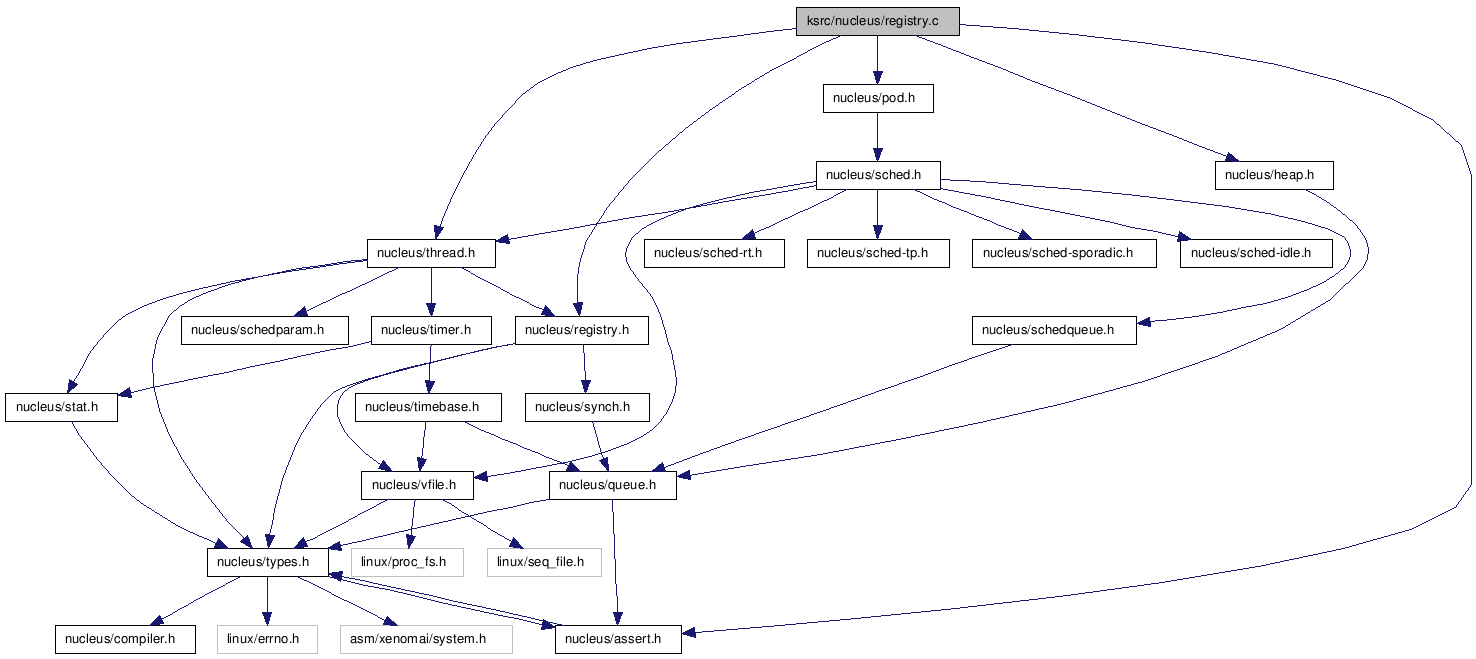 ksrc/nucleus/registry.c
nucleus/pod.h
nucleus/sched.h
nucleus/heap.h
nucleus/thread.h
nucleus/sched-rt.h
nucleus/sched-tp.h
nucleus/sched-sporadic.h
nucleus/sched-idle.h
nucleus/schedparam.h
nucleus/timer.h
nucleus/registry.h
nucleus/schedqueue.h
nucleus/stat.h
nucleus/timebase.h
nucleus/synch.h
nucleus/vfile.h
nucleus/queue.h
nucleus/types.h
linux/proc_fs.h
linux/seq_file.h
nucleus/compiler.h
linux/errno.h
asm/xenomai/system.h
nucleus/assert.h